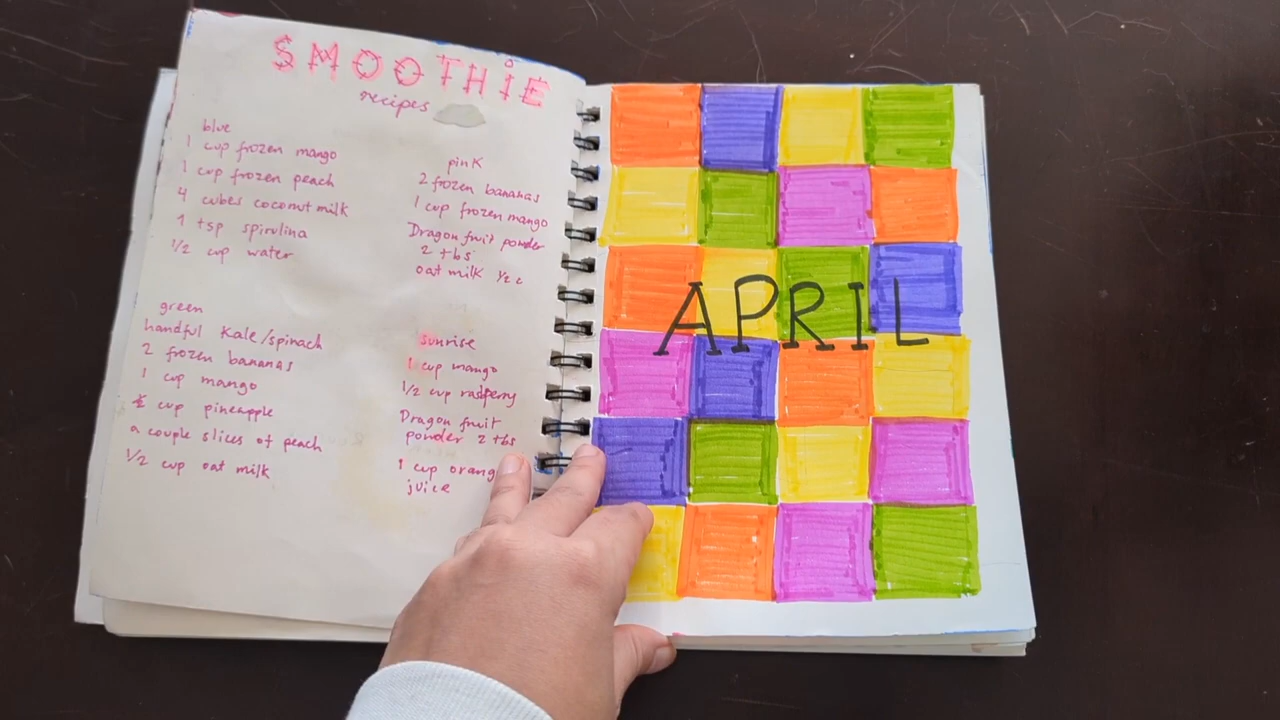 SMOOTHIE
recipes
blue
1 cup frozen mango
1 cup frozen peach
4 cubes coconut milk
1 tsp spirulina
1/2 cup water
green
handful Kale/spinach
2 frozen bananas
1 cup mango
cup pineapple
a couple slices of peach
1/2 cup oat milk
pink
2 frozen bananas
1 cup frozen mango
Dragon fruit powder
2 tbs
oat milk 1/2 c
sunrise
1 cup mango
1/2 cup raspperry
Dragon fruit
powder 2 tbs
1 cup orang
juice
APRIL